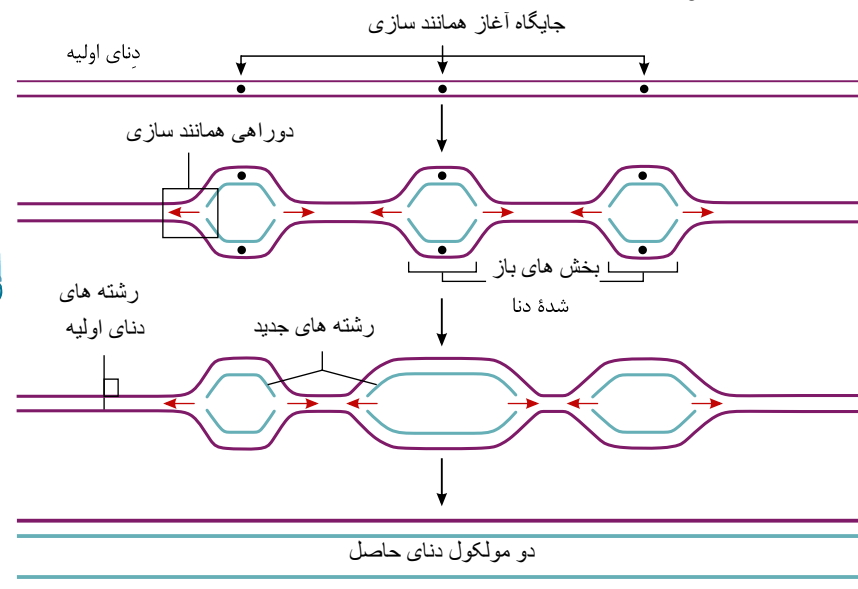 جایگاه آغاز همانند سازی
دِنای اولیه
دوراهی همانند سازی
بخش های باز
شدهٔ دنا
رشته های
دنای اولیه
رشته های جدید
دو مولکول دنای حاصل